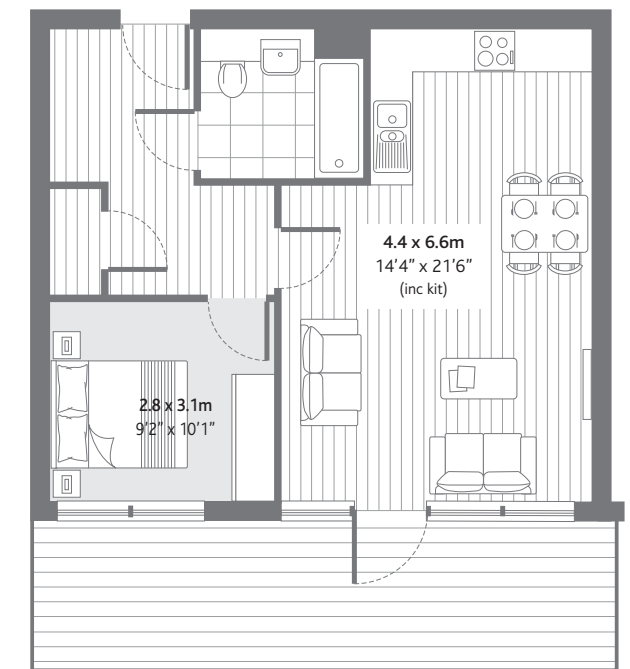 4.4 x 6.6m
14'4” x 21'6”
(inc kit)
2.8 x 3.1m
9'2” x 10'1”